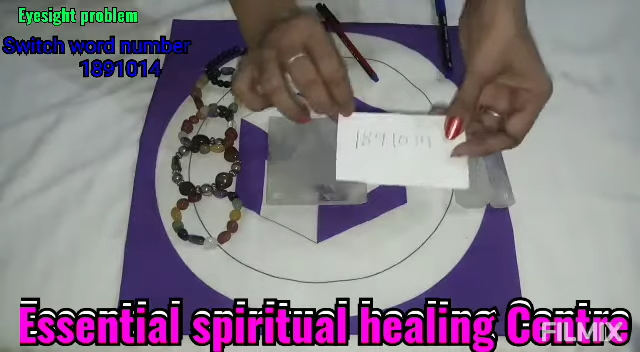 Eyesight problem
Switch word number
1891014
1891014
Essential spiritual healing Centre
FILMIX